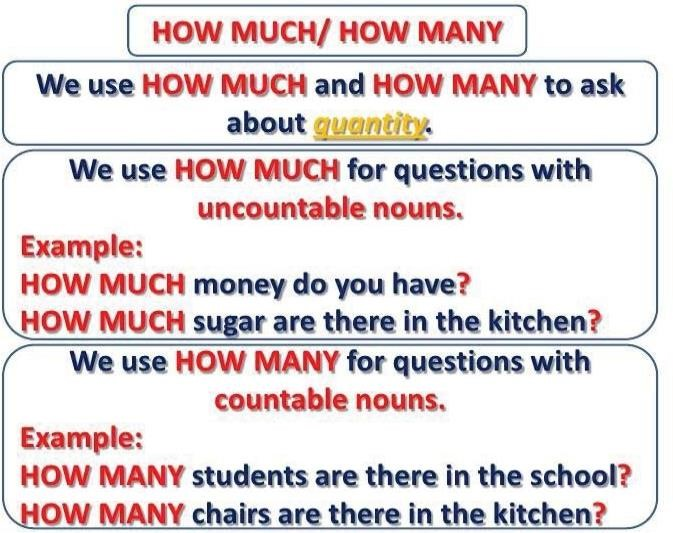 HOW MUCH/ HOW MANY
We use HOW MUCH and HOW MANY to ask
about quantity.
We use HOW MUCH for questions with
uncountable nouns.
Example:
HOW MUCH money do you have?
HOW MUCH sugar are there in the kitchen?
We use HOW MANY for questions with
countable nouns.
Example:
HOW MANY students are there in the school?
HOW MANY chairs are there in the kitchen?